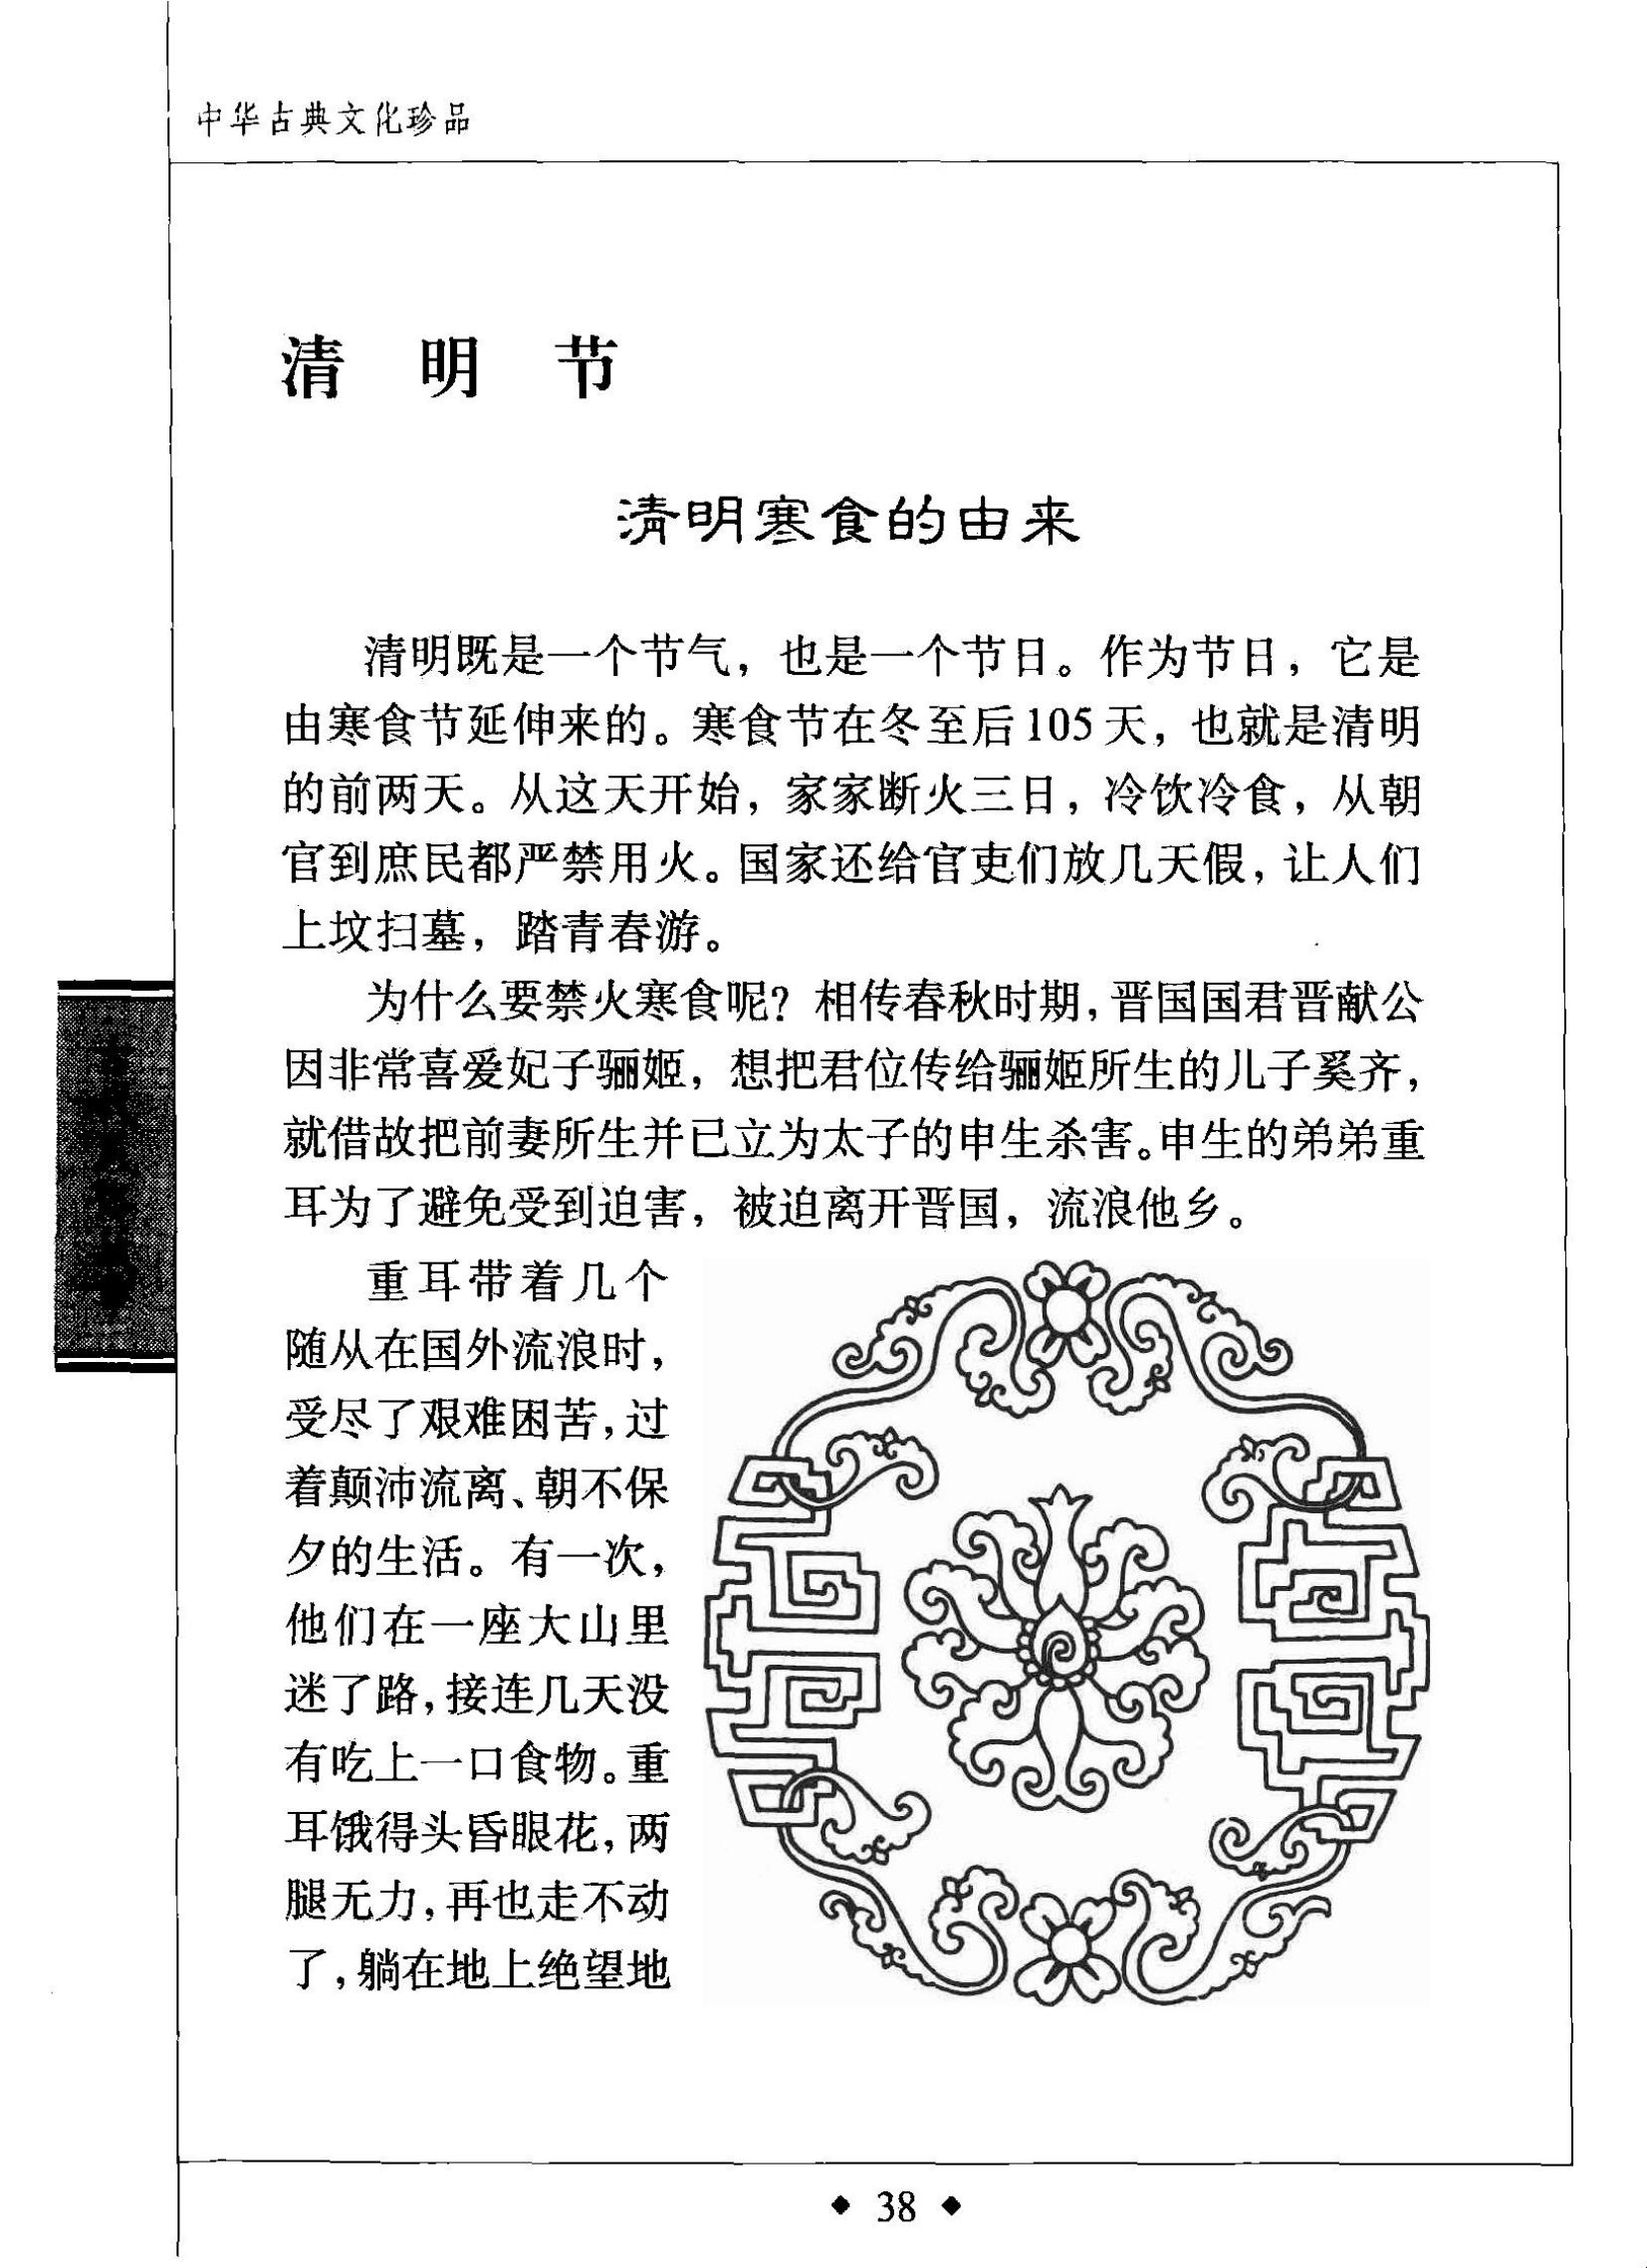 中华古典文化珍品
清明节
清明寒食的由来
清明既是一个节气，也是一个节日。作为节日，它是
由寒食节延伸来的。寒食节在冬至后105天，也就是清明
的前两天。从这天开始，家家断火三日，冷饮冷食，从朝
官到庶民都严禁用火。国家还给官吏们放几天假，让人们
上坟扫墓，踏青春游。
为什么要禁火寒食呢？相传春秋时期，晋国国君晋献公
因非常喜爱妃子骊姬，想把君位传给骊姬所生的儿子奚齐，
就借故把前妻所生并已立为太子的申生杀害。申生的弟弟重
耳为了避免受到迫害，被迫离开晋国，流浪他乡。
重耳带着几个
随从在国外流浪时，
受尽了艰难困苦，过
着颠沛流离、朝不保
夕的生活。有一次，
他们在一座大山里
迷了路，接连几天没
有吃上一口食物。重
耳饿得头昏眼花，两
腿无力，再也走不动
了，躺在地上绝望地
◆ 38 ◆